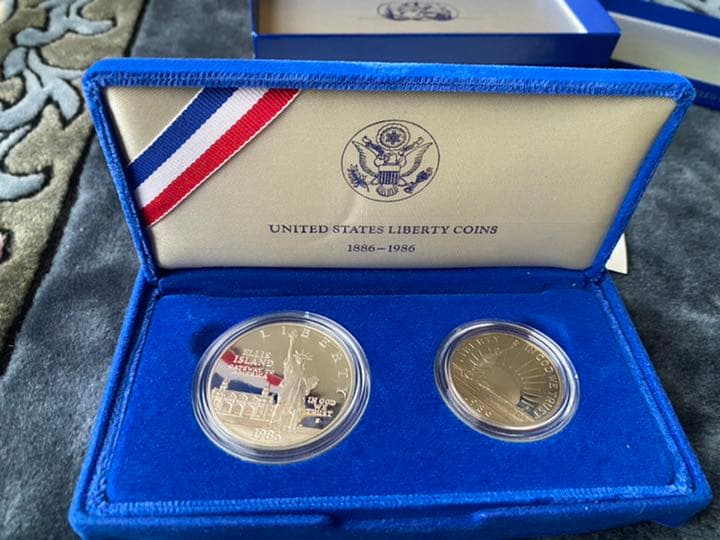 UNITED STATES LIBERTY COINS
1886-1986
LIBERTY
ELLIS
ISLAND
GATEWAY TO
AMERICA
IN GOD
WE
TRUST
S
1986
LIBERTY
IN GOD WE TRUST